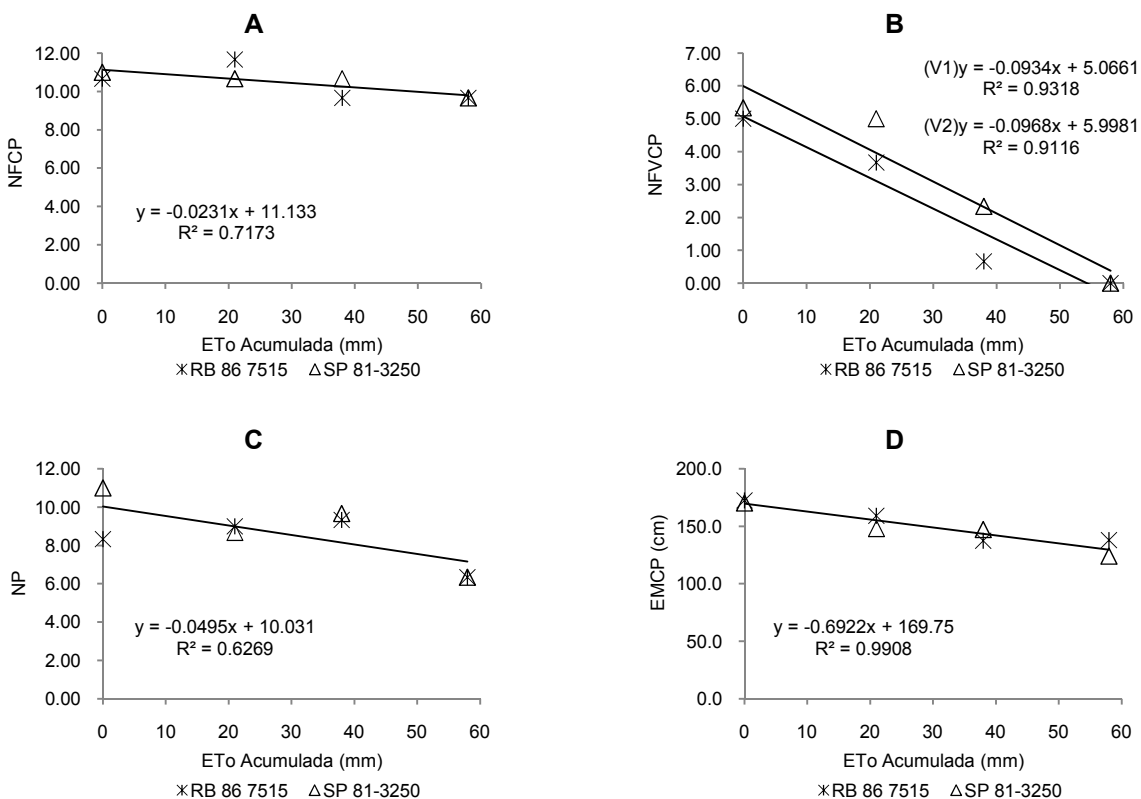 A
12.00
10.00
8.00
6.00
4.00
2.00
0.00
NFCP
y = -0.0231x + 11.133
R² = 0.7173
0 10 20 30 40 50 60
ETo Acumulada (mm)
RB 86 7515 SP 81-3250
B
7.00
6.00
5.00
4.00
3.00
2.00
1.00
0.00
NFVCP
(V1)y = -0.0934x + 5.0661
R² = 0.9318
(V2)y = -0.0968x + 5.9981
R² = 0.9116
0 10 20 30 40 50 60
ETo Acumulada (mm)
RB 86 7515 SP 81-3250
C
12.00
10.00
8.00
6.00
4.00
2.00
0.00
NP
y = -0.0495x + 10.031
R² = 0.6269
0 10 20 30 40 50 60
ETo Acumulada (mm)
RB 86 7515 SP 81-3250
D
200.0
150.0
100.0
50.0
0.0
EMCP (cm)
y = -0.6922x + 169.75
R² = 0.9908
0 10 20 30 40 50 60
ETo Acumulada (mm)
RB 86 7515 SP 81-3250